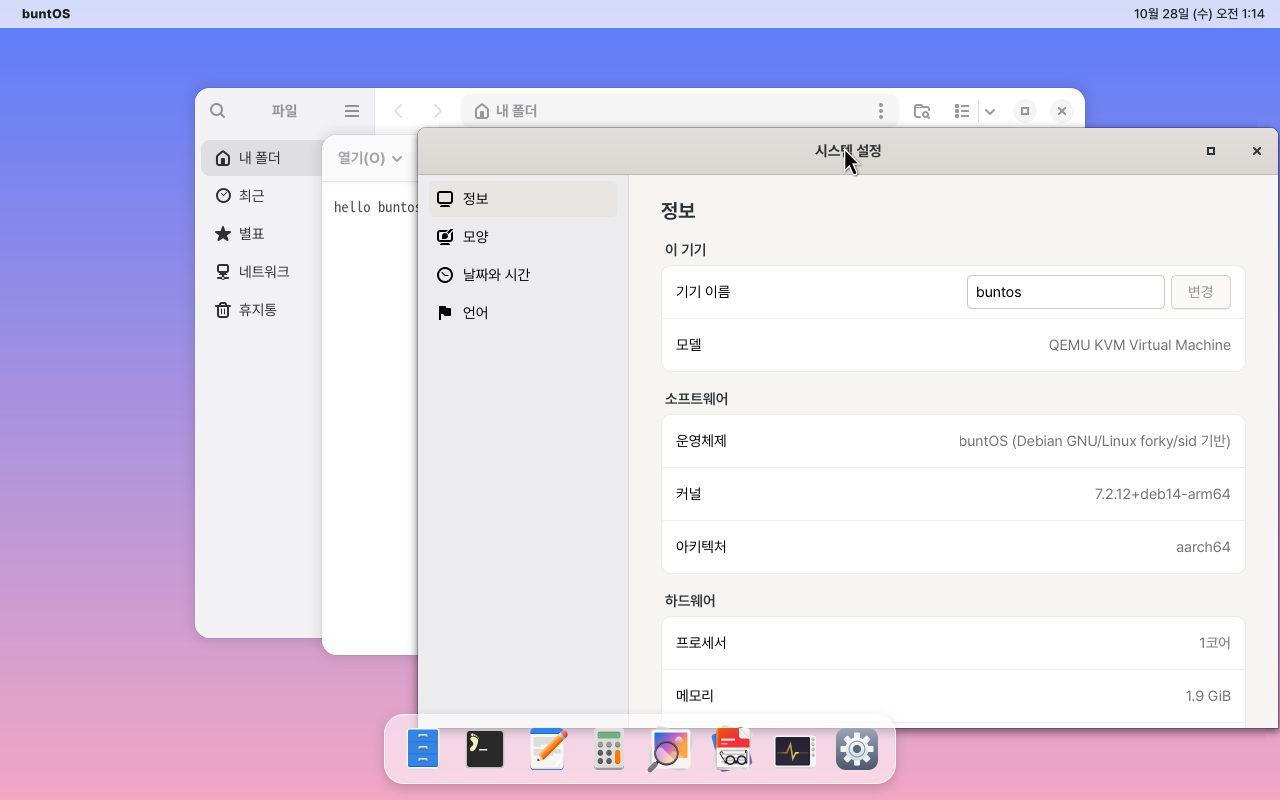 buntOS
10월 28일 (수) 오전 1:14
파일
내 폴더
내 폴더
최근
별표
네트워크
휴지통
열기(O)
hello buntos
시스템 설정
정보
모양
날짜와 시간
언어
정보
이 기기
기기 이름
buntos
변경
모델
QEMU KVM Virtual Machine
소프트웨어
운영체제
buntOS (Debian GNU/Linux forky/sid 기반)
커널
7.2.12+deb14-arm64
아키텍처
aarch64
하드웨어
프로세서
1코어
메모리
1.9 GiB